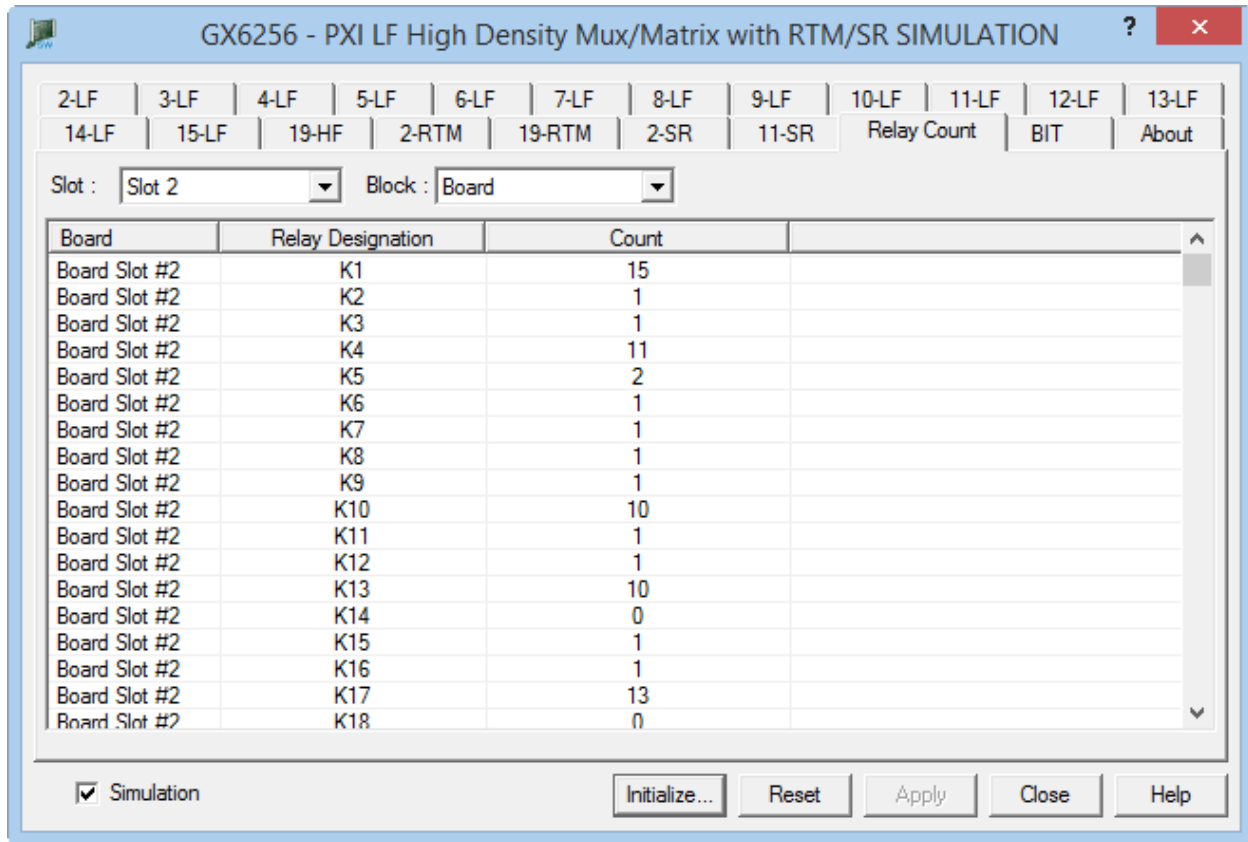 GX6256 - PXI LF High Density Mux/Matrix with RTM/SR SIMULATION ? ×
2-LF 3-LF 4-LF 5-LF 6-LF 7-LF 8-LF 9-LF 10-LF 11-LF 12-LF 13-LF
14-LF 15-LF 19-HF 2-RTM 19-RTM 2-SR 11-SR Relay Count BIT About
Slot : Slot 2 Block : Board
Board Relay Designation Count
Board Slot #2 K1 15
Board Slot #2 K2 1
Board Slot #2 K3 1
Board Slot #2 K4 11
Board Slot #2 K5 2
Board Slot #2 K6 1
Board Slot #2 K7 1
Board Slot #2 K8 1
Board Slot #2 K9 1
Board Slot #2 K10 10
Board Slot #2 K11 1
Board Slot #2 K12 1
Board Slot #2 K13 10
Board Slot #2 K14 0
Board Slot #2 K15 1
Board Slot #2 K16 1
Board Slot #2 K17 13
Board Slot #2 K18 0
Simulation Initialize... Reset Apply Close Help